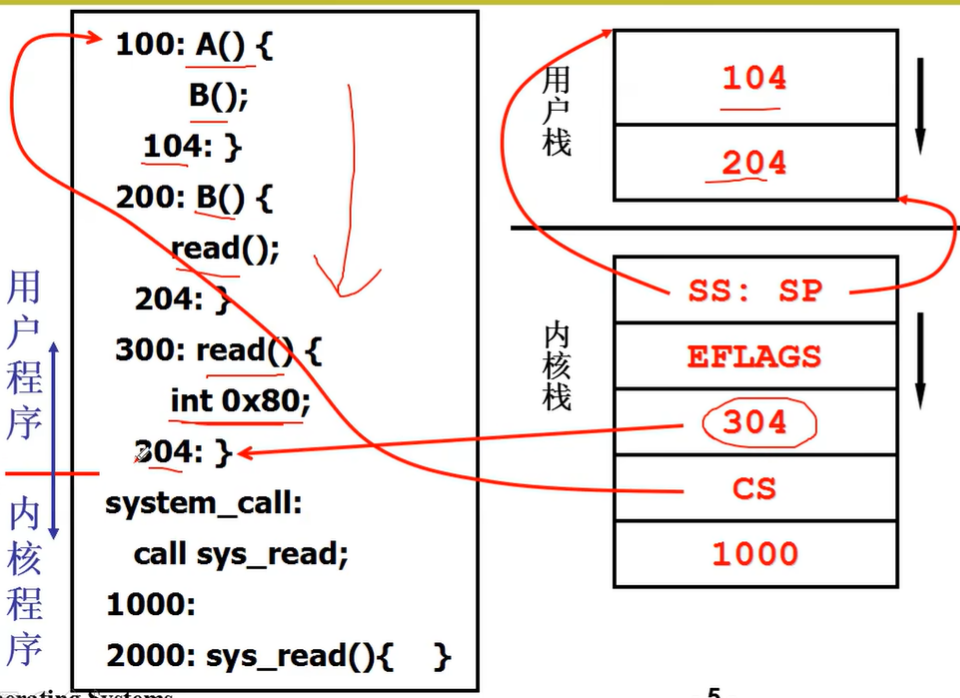 100: A() {
B();
104: }
200: B() {
read();
204: }
300: read() {
int 0x80;
304: }
system_call:
call sys_read;
1000:
2000: sys_read(){ }
用户程序
内核程序
用户栈
104
204
内核栈
SS: SP
EFLAGS
304
CS
1000
erating Systems
5